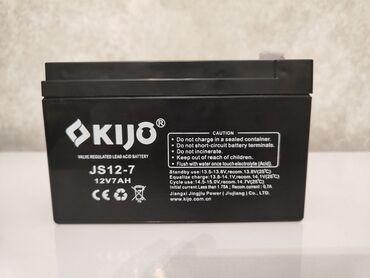 KIJO®
VALVE REGULATED LEAD ACID BATTERY
JS12-7
12V7AH
CE
⚠CAUTION
Do not charge in a sealed container.
Do not short-circuit battery terminals.
Do not incinerate.
Keep out of reach of children.
Flush with water once touch electrolyte (Acid).
Standby use: 13.5-13.8V, recom. 13.8V(25℃)
Equalize charge: 13.8-14.1V, recom. 14.1V(25℃)
Cycle use: 14.5-15.0V, recom. 14.7V(25℃)
Initial current: Less than 1.75A; Recom. current: 0.7A
Jiangxi Jingjiu Power (Jiujiang) Co., Ltd.
www.kijo.com.cn